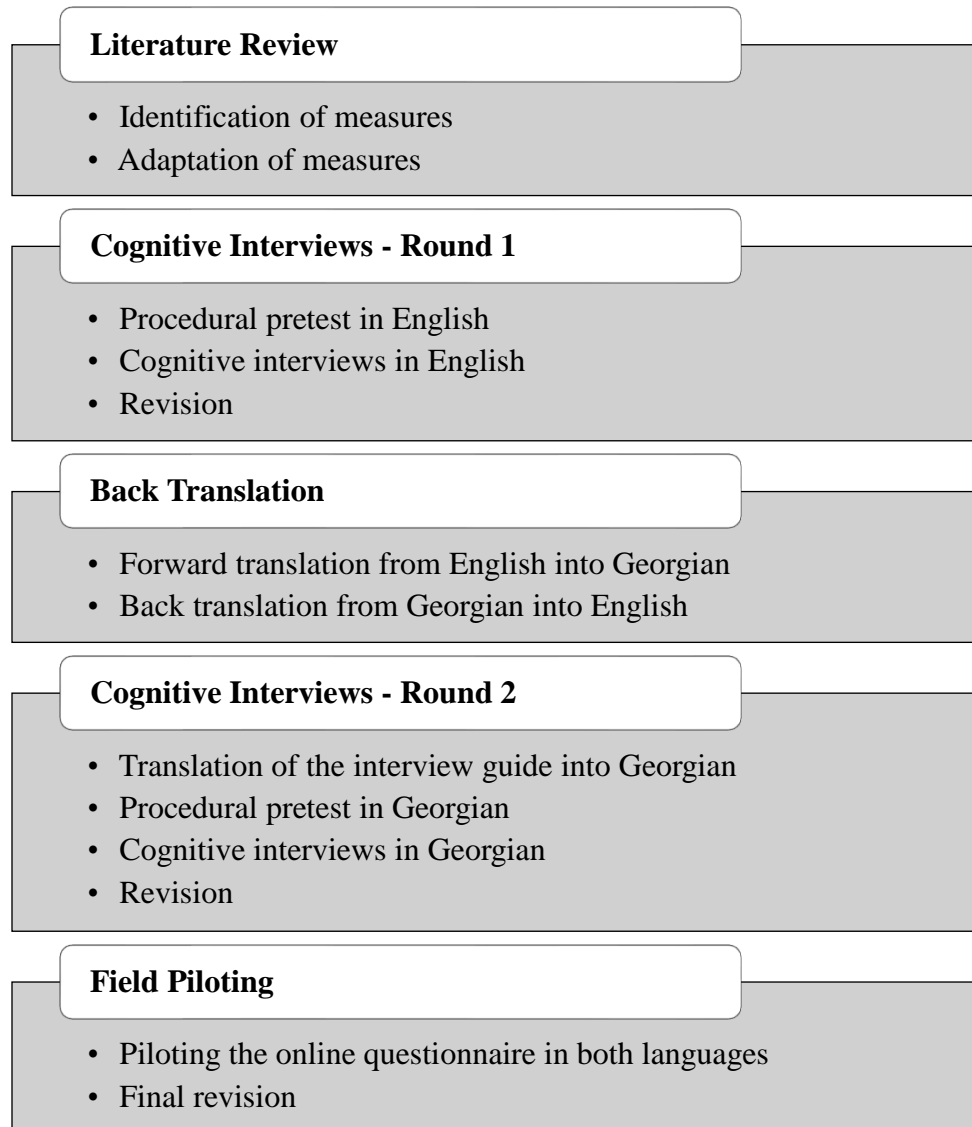 Literature Review
• Identification of measures
• Adaptation of measures
Cognitive Interviews - Round 1
• Procedural pretest in English
• Cognitive interviews in English
• Revision
Back Translation
• Forward translation from English into Georgian
• Back translation from Georgian into English
Cognitive Interviews - Round 2
• Translation of the interview guide into Georgian
• Procedural pretest in Georgian
• Cognitive interviews in Georgian
• Revision
Field Piloting
• Piloting the online questionnaire in both languages
• Final revision